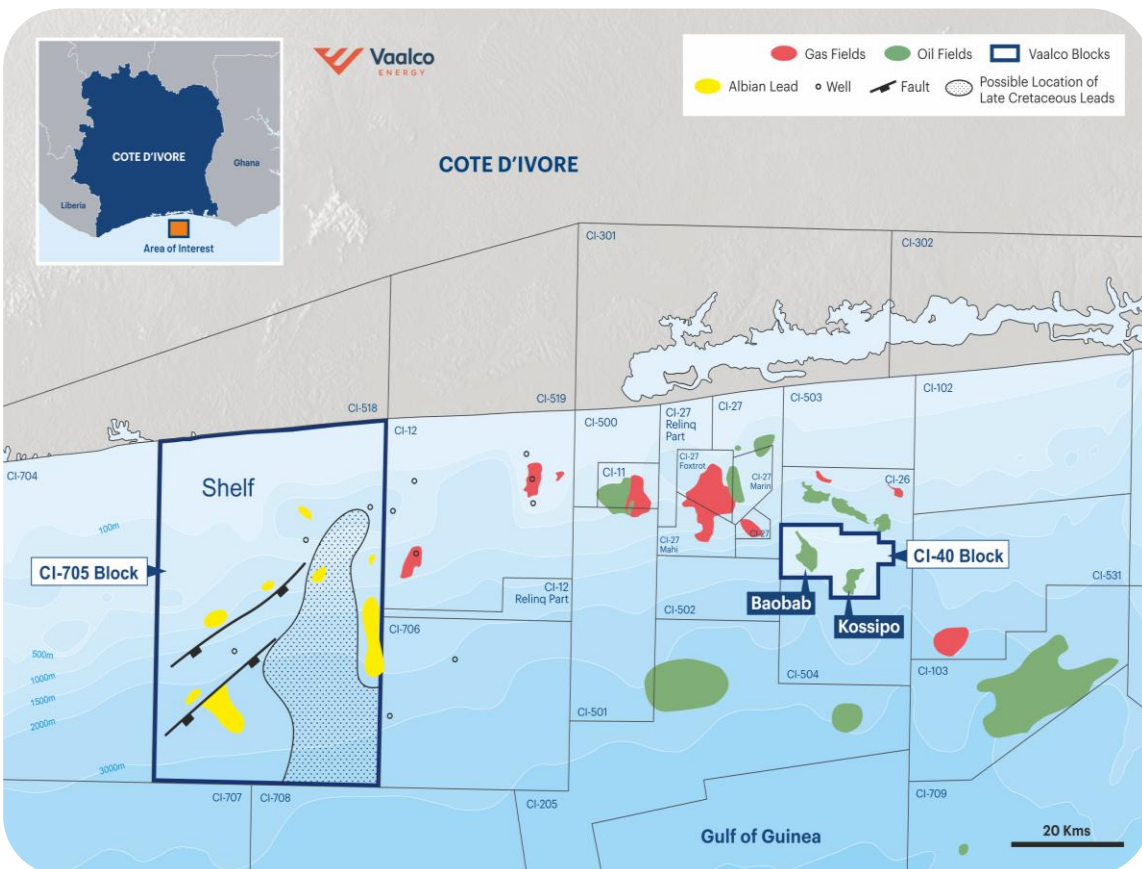 Vaalco
ENERGY
Gas Fields
Oil Fields
Vaalco Blocks
Albian Lead
Well
Fault
Possible Location of
Late Cretaceous Leads
COTE D'IVORE
Ghana
Liberia
Area of Interest
COTE D'IVORE
CI-301
CI-302
CI-518
CI-519
CI-12
CI-500
CI-27
Relinq
Part
CI-27
CI-503
CI-102
CI-704
Shelf
CI-11
CI-27
Foxtrot
CI-27
Marin
CI-26
100m
CI-27
Mahi
CI-27
CI-705 Block
CI-40 Block
CI-12
Relinq Part
CI-531
Baobab
Kossipo
CI-706
CI-502
500m
1000m
1500m
2000m
CI-504
CI-103
CI-501
3000m
CI-707
CI-708
CI-205
CI-709
Gulf of Guinea
20 Kms